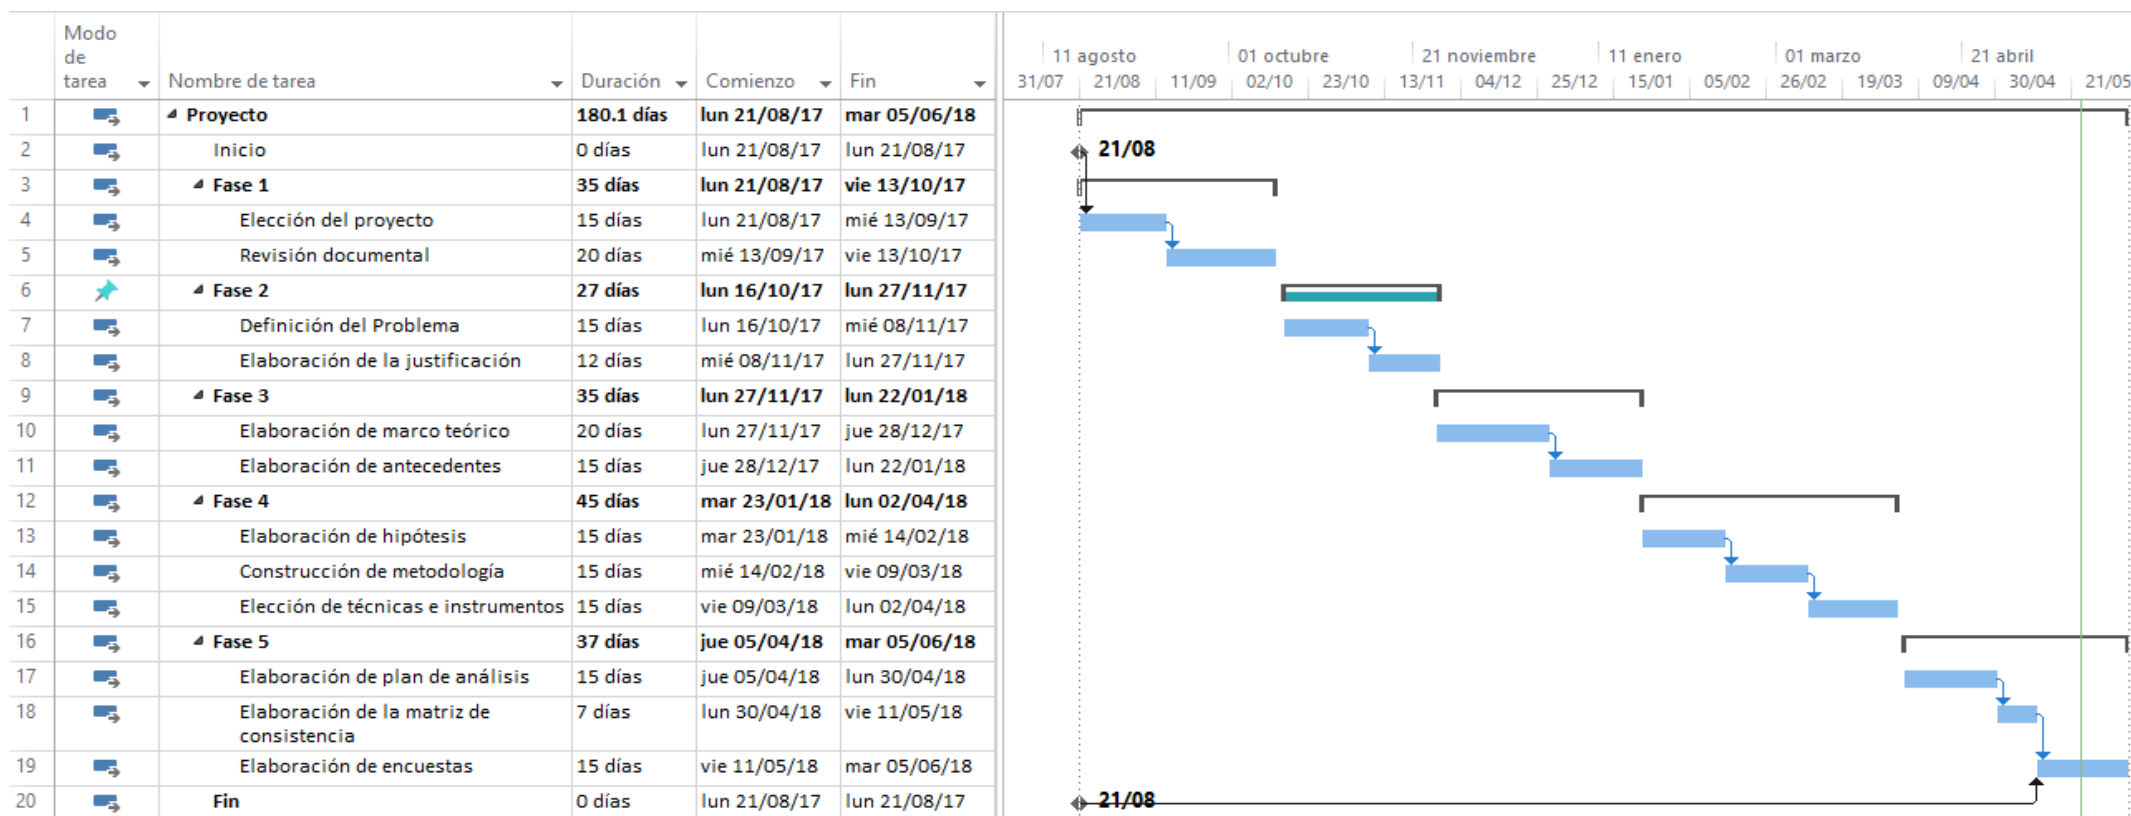 Modo de tarea Nombre de tarea Duración Comienzo Fin
11 agosto 01 octubre 21 noviembre 11 enero 01 marzo 21 abril
31/07 21/08 11/09 02/10 23/10 13/11 04/12 25/12 15/01 05/02 26/02 19/03 09/04 30/04 21/05
1 Proyecto 180.1 días lun 21/08/17 mar 05/06/18
2 Inicio 0 días lun 21/08/17 lun 21/08/17 21/08
3 Fase 1 35 días lun 21/08/17 vie 13/10/17
4 Elección del proyecto 15 días lun 21/08/17 mié 13/09/17
5 Revisión documental 20 días mié 13/09/17 vie 13/10/17
6 Fase 2 27 días lun 16/10/17 lun 27/11/17
7 Definición del Problema 15 días lun 16/10/17 mié 08/11/17
8 Elaboración de la justificación 12 días mié 08/11/17 lun 27/11/17
9 Fase 3 35 días lun 27/11/17 lun 22/01/18
10 Elaboración de marco teórico 20 días lun 27/11/17 jue 28/12/17
11 Elaboración de antecedentes 15 días jue 28/12/17 lun 22/01/18
12 Fase 4 45 días mar 23/01/18 lun 02/04/18
13 Elaboración de hipótesis 15 días mar 23/01/18 mié 14/02/18
14 Construcción de metodología 15 días mié 14/02/18 vie 09/03/18
15 Elección de técnicas e instrumentos 15 días vie 09/03/18 lun 02/04/18
16 Fase 5 37 días jue 05/04/18 mar 05/06/18
17 Elaboración de plan de análisis 15 días jue 05/04/18 lun 30/04/18
18 Elaboración de la matriz de consistencia 7 días lun 30/04/18 vie 11/05/18
19 Elaboración de encuestas 15 días vie 11/05/18 mar 05/06/18
20 Fin 0 días lun 21/08/17 lun 21/08/17 21/08